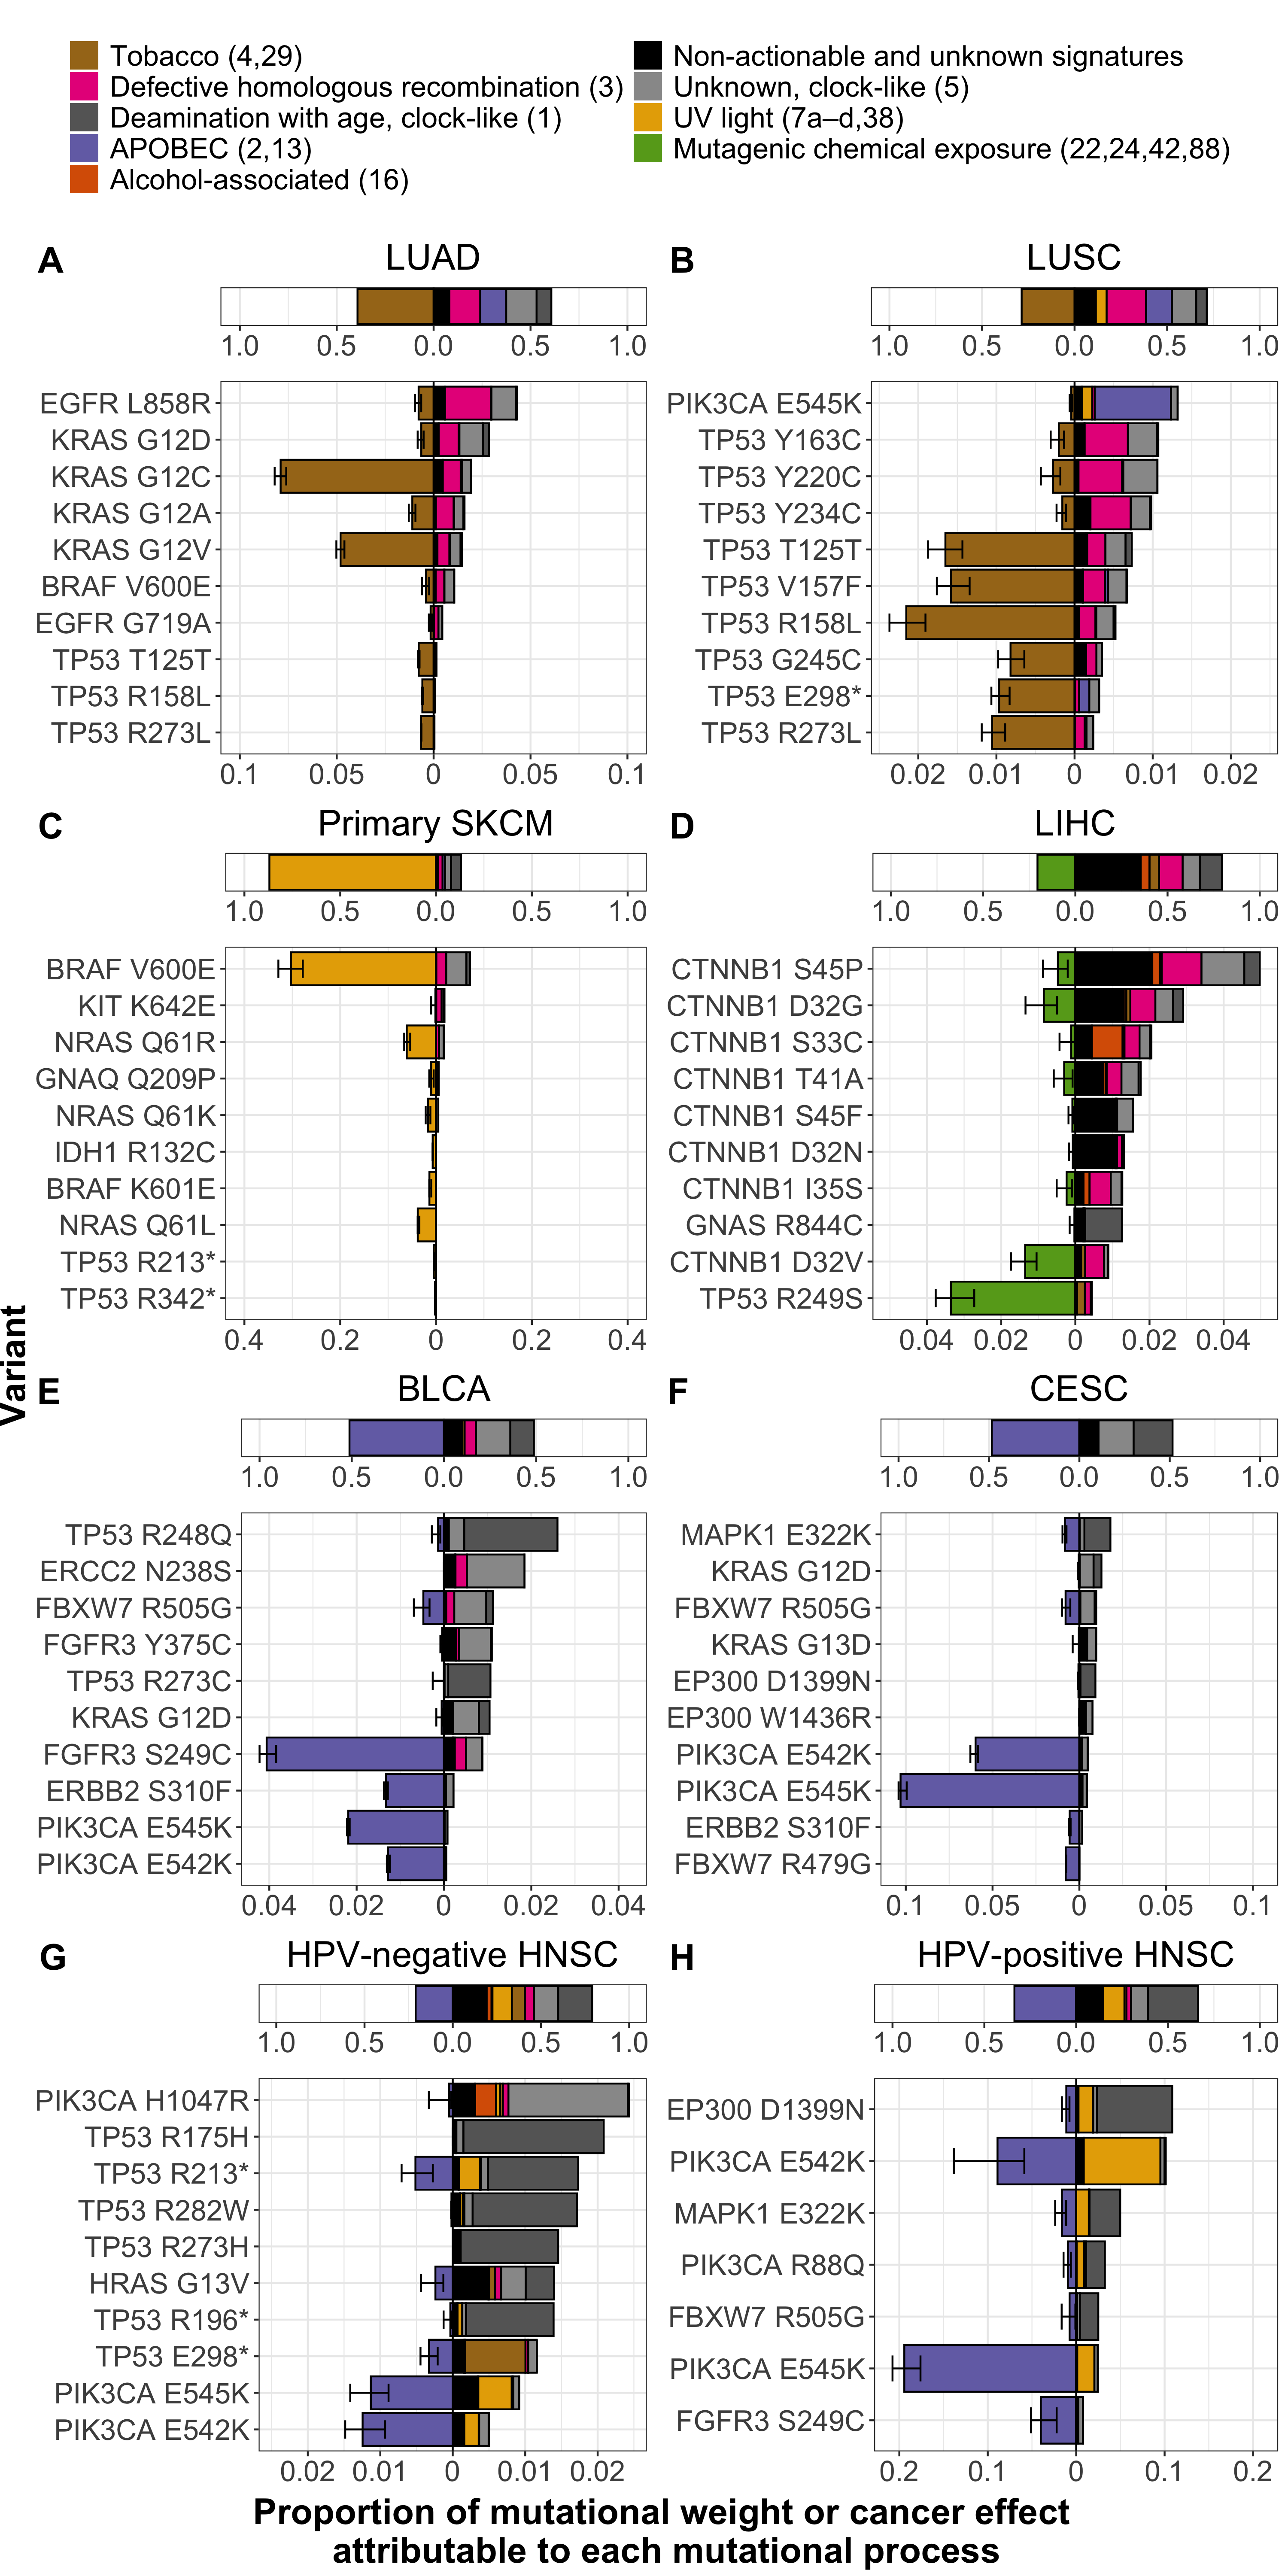 Tobacco (4,29)
Defective homologous recombination (3)
Deamination with age, clock-like (1)
APOBEC (2,13)
Alcohol-associated (16)
Non-actionable and unknown signatures
Unknown, clock-like (5)
UV light (7a–d,38)
Mutagenic chemical exposure (22,24,42,88)
A
LUAD
1.0 0.5 0.0 0.5 1.0
EGFR L858R
KRAS G12D
KRAS G12C
KRAS G12A
KRAS G12V
BRAF V600E
EGFR G719A
TP53 T125T
TP53 R158L
TP53 R273L
0.1 0.05 0 0.05 0.1
B
LUSC
1.0 0.5 0.0 0.5 1.0
PIK3CA E545K
TP53 Y163C
TP53 Y220C
TP53 Y234C
TP53 T125T
TP53 V157F
TP53 R158L
TP53 G245C
TP53 E298*
TP53 R273L
0.02 0.01 0 0.01 0.02
C
Primary SKCM
1.0 0.5 0.0 0.5 1.0
BRAF V600E
KIT K642E
NRAS Q61R
GNAQ Q209P
NRAS Q61K
IDH1 R132C
BRAF K601E
NRAS Q61L
TP53 R213*
TP53 R342*
0.4 0.2 0 0.2 0.4
D
LIHC
1.0 0.5 0.0 0.5 1.0
CTNNB1 S45P
CTNNB1 D32G
CTNNB1 S33C
CTNNB1 T41A
CTNNB1 S45F
CTNNB1 D32N
CTNNB1 I35S
GNAS R844C
CTNNB1 D32V
TP53 R249S
0.04 0.02 0 0.02 0.04
Variant
E
BLCA
1.0 0.5 0.0 0.5 1.0
TP53 R248Q
ERCC2 N238S
FBXW7 R505G
FGFR3 Y375C
TP53 R273C
KRAS G12D
FGFR3 S249C
ERBB2 S310F
PIK3CA E545K
PIK3CA E542K
0.04 0.02 0 0.02 0.04
F
CESC
1.0 0.5 0.0 0.5 1.0
MAPK1 E322K
KRAS G12D
FBXW7 R505G
KRAS G13D
EP300 D1399N
EP300 W1436R
PIK3CA E542K
PIK3CA E545K
ERBB2 S310F
FBXW7 R479G
0.1 0.05 0 0.05 0.1
G
HPV-negative HNSC
1.0 0.5 0.0 0.5 1.0
PIK3CA H1047R
TP53 R175H
TP53 R213*
TP53 R282W
TP53 R273H
HRAS G13V
TP53 R196*
TP53 E298*
PIK3CA E545K
PIK3CA E542K
0.02 0.01 0 0.01 0.02
H
HPV-positive HNSC
1.0 0.5 0.0 0.5 1.0
EP300 D1399N
PIK3CA E542K
MAPK1 E322K
PIK3CA R88Q
FBXW7 R505G
PIK3CA E545K
FGFR3 S249C
0.2 0.1 0 0.1 0.2
Proportion of mutational weight or cancer effect
attributable to each mutational process